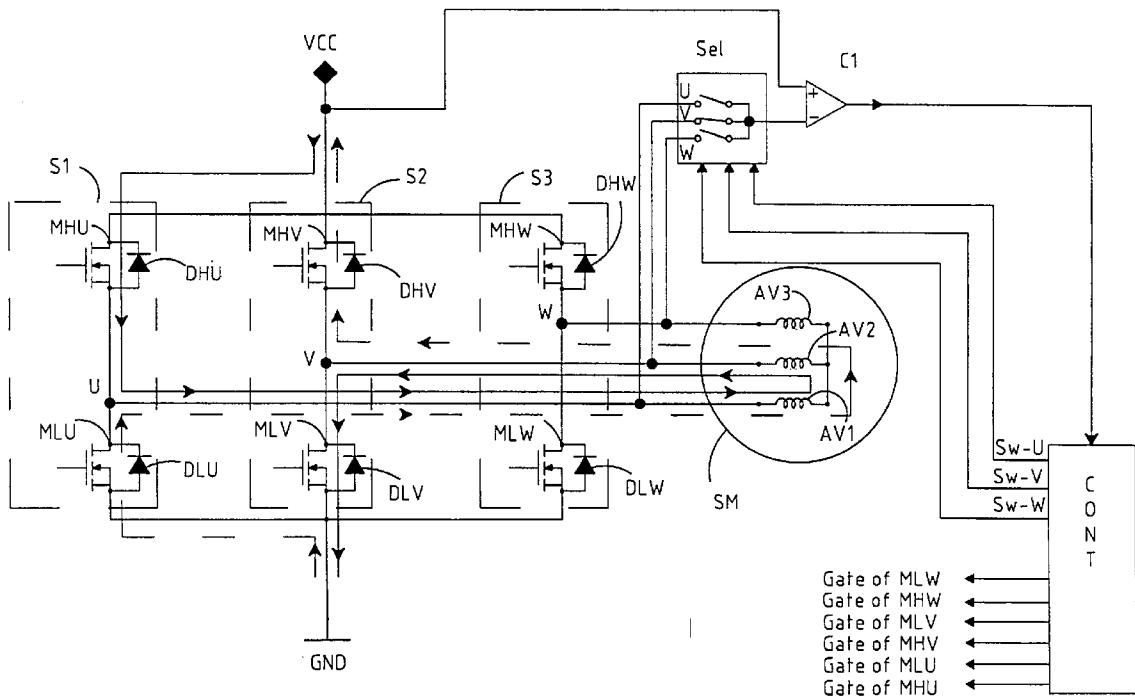 VCC
Sel
C1
U
V
W
+
−
S1
S2
S3
DHW
MHU
MHV
MHW
DHU
DHV
AV3
W
AV2
V
U
MLU
MLV
MLW
AV1
DLU
DLV
DLW
SM
Sw-U
Sw-V
Sw-W
C
O
N
T
Gate of MLW
Gate of MHW
Gate of MLV
Gate of MHV
Gate of MLU
Gate of MHU
GND